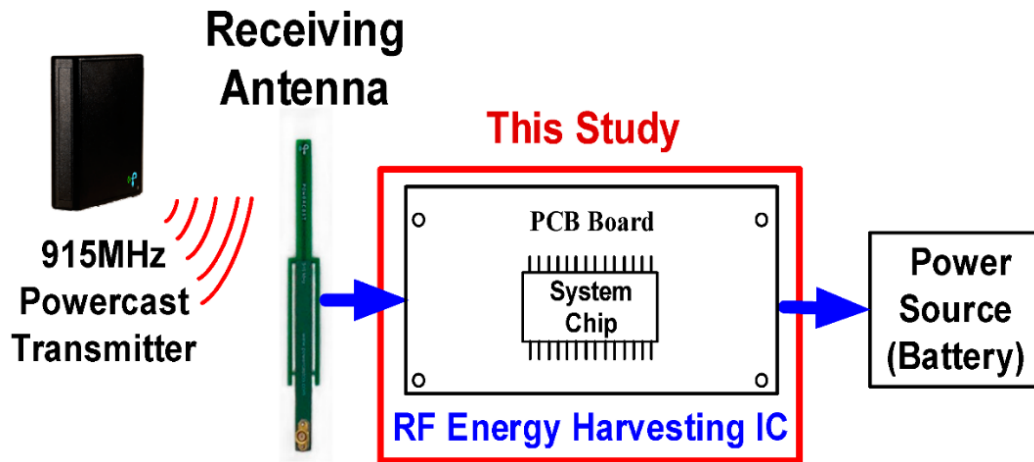 Receiving
Antenna
This Study
915MHz
Powercast
Transmitter
PCB Board
System
Chip
RF Energy Harvesting IC
Power
Source
(Battery)